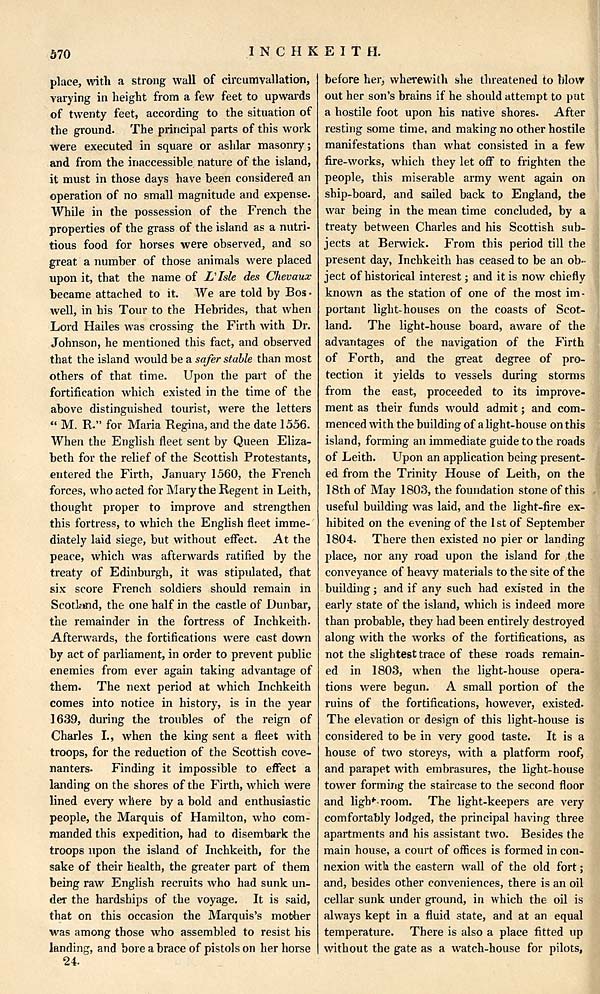 570
INCHKEITH.
place, with a strong wall of circumvallation,
varying in height from a few feet to upwards
of twenty feet, according to the situation of
the ground. The principal parts of this work
were executed in square or ashlar masonry;
and from the inaccessible nature of the island,
it must in those days have been considered an
operation of no small magnitude and expense.
While in the possession of the French the
properties of the grass of the island as a nutri-
tious food for horses were observed, and so
great a number of those animals were placed
upon it, that the name of L'Isle des Chevaux
became attached to it. We are told by Bos-
well, in his Tour to the Hebrides, that when
Lord Hailes was crossing the Firth with Dr.
Johnson, he mentioned this fact, and observed
that the island would be a safer stable than most
others of that time. Upon the part of the
fortification which existed in the time of the
above distinguished tourist, were the letters
“ M. R.” for Maria Regina, and the date 1556.
When the English fleet sent by Queen Eliza-
beth for the relief of the Scottish Protestants,
entered the Firth, January 1560, the French
forces, who acted for Mary the Regent in Leith,
thought proper to improve and strengthen
this fortress, to which the English fleet imme-
diately laid siege, but without effect. At the
peace, which was afterwards ratified by the
treaty of Edinburgh, it was stipulated, that
six score French soldiers should remain in
Scotland, the one half in the castle of Dunbar,
the remainder in the fortress of Inchkeith.
Afterwards, the fortifications were cast down
by act of parliament, in order to prevent public
enemies from ever again taking advantage of
them. The next period at which Inchkeith
comes into notice in history, is in the year
1639, during the troubles of the reign of
Charles I., when the king sent a fleet with
troops, for the reduction of the Scottish cove-
nanters. Finding it impossible to effect a
landing on the shores of the Firth, which were
lined every where by a bold and enthusiastic
people, the Marquis of Hamilton, who com-
manded this expedition, had to disembark the
troops upon the island of Inchkeith, for the
sake of their health, the greater part of them
being raw English recruits who had sunk un-
der the hardships of the voyage. It is said,
that on this occasion the Marquis's mother
was among those who assembled to resist his
landing, and bore a brace of pistols on her horse
24.
before her, wherewith she threatened to blow
out her son's brains if he should attempt to put
a hostile foot upon his native shores. After
resting some time, and making no other hostile
manifestations than what consisted in a few
fire-works, which they let off to frighten the
people, this miserable army went again on
ship-board, and sailed back to England, the
war being in the mean time concluded, by a
treaty between Charles and his Scottish sub-
jects at Berwick. From this period till the
present day, Inchkeith has ceased to be an ob-
ject of historical interest; and it is now chiefly
known as the station of one of the most im-
portant light-houses on the coasts of Scot-
land. The light-house board, aware of the
advantages of the navigation of the Firth
of Forth, and the great degree of pro-
tection it yields to vessels during storms
from the east, proceeded to its improve-
ment as their funds would admit; and com-
menced with the building of a light-house on this
island, forming an immediate guide to the roads
of Leith. Upon an application being present-
ed from the Trinity House of Leith, on the
18th of May 1803, the foundation stone of this
useful building was laid, and the light-fire ex-
hibited on the evening of the 1st of September
1804. There then existed no pier or landing
place, nor any road upon the island for the
conveyance of heavy materials to the site of the
building; and if any such had existed in the
early state of the island, which is indeed more
than probable, they had been entirely destroyed
along with the works of the fortifications, as
not the slightest trace of these roads remain-
ed in 1803, when the light-house opera-
tions were begun. A small portion of the
ruins of the fortifications, however, existed.
The elevation or design of this light-house is
considered to be in very good taste. It is a
house of two storeys, with a platform roof,
and parapet with embrasures, the light-house
tower forming the staircase to the second floor
and light-room. The light-keepers are very
comfortably lodged, the principal having three
apartments and his assistant two. Besides the
main house, a court of offices is formed in con-
nexion with the eastern wall of the old fort;
and, besides other conveniences, there is an oil
cellar sunk under ground, in which the oil is
always kept in a fluid state, and at an equal
temperature. There is also a place fitted up
without the gate as a watch-house for pilots,